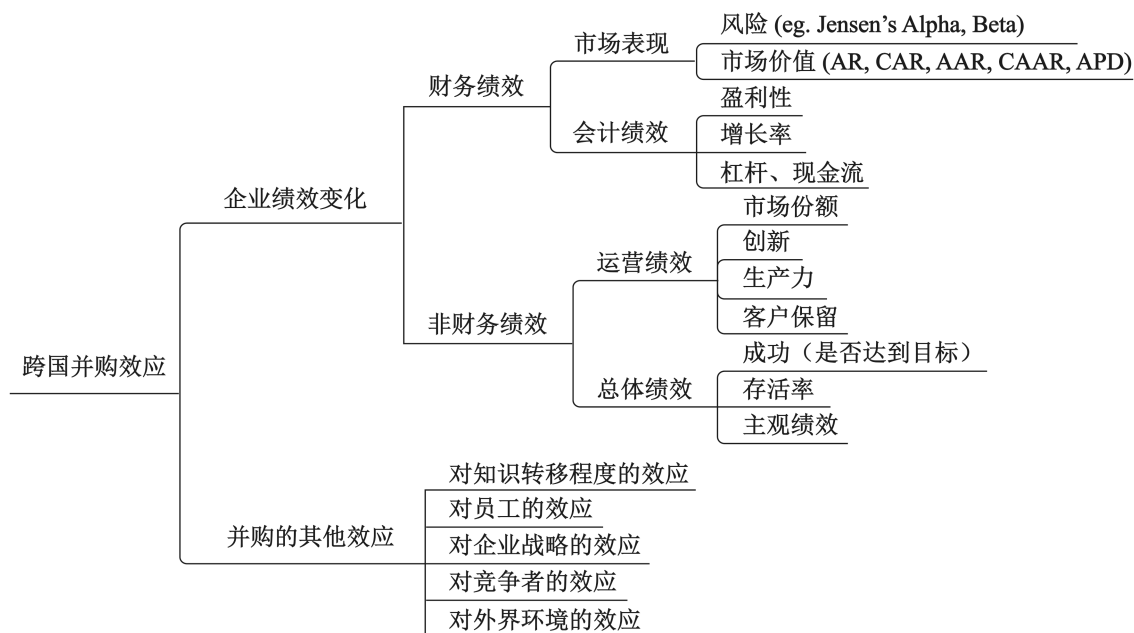 跨国并购效应
企业绩效变化
财务绩效
市场表现
风险 (eg. Jensen’s Alpha, Beta)
市场价值 (AR, CAR, AAR, CAAR, APD)
会计绩效
盈利性
增长率
杠杆、现金流
非财务绩效
运营绩效
市场份额
创新
生产力
客户保留
总体绩效
成功（是否达到目标）
存活率
主观绩效
并购的其他效应
对知识转移程度的效应
对员工的效应
对企业战略的效应
对竞争者的效应
对外界环境的效应